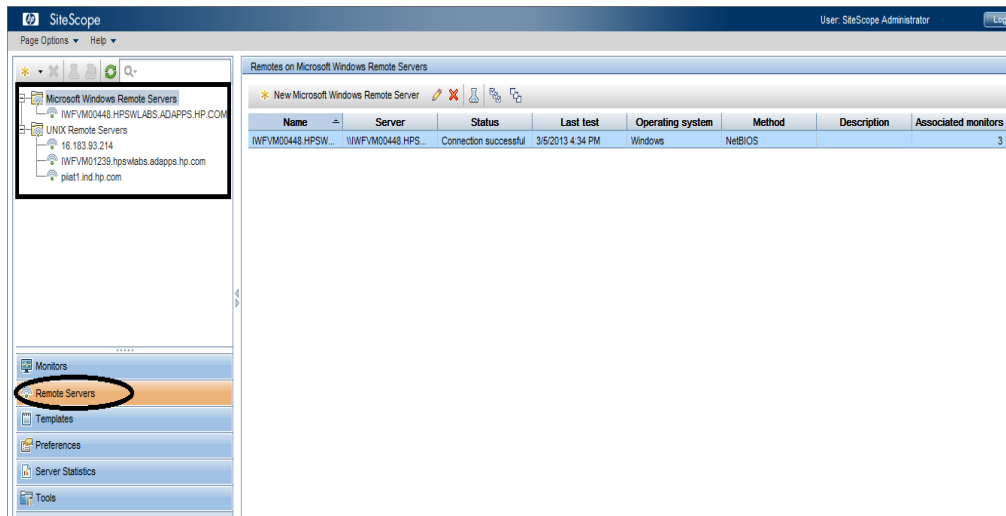 hp SiteScope User: SiteScope Administrator Log
Page Options Help
Microsoft Windows Remote Servers
IWFVM00448.HPSWLABS.ADAPPS.HP.COM
UNIX Remote Servers
16.183.93.214
IWFVM01239.hpswlabs.adapps.hp.com
piiat1.ind.hp.com
Monitors
Remote Servers
Templates
Preferences
Server Statistics
Tools
Remotes on Microsoft Windows Remote Servers
New Microsoft Windows Remote Server
Name Server Status Last test Operating system Method Description Associated monitors
IWFVM00448.HPSW... \\IWFVM00448.HPS... Connection successful 3/5/2013 4:34 PM Windows NetBIOS 3